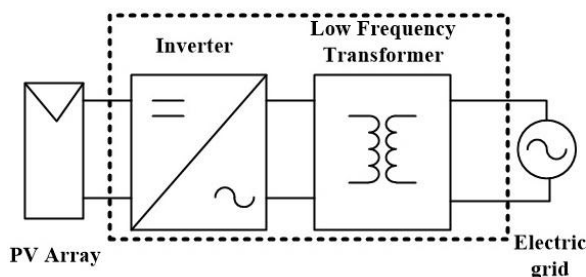 Inverter
Low Frequency
Transformer
PV Array
Electric
grid